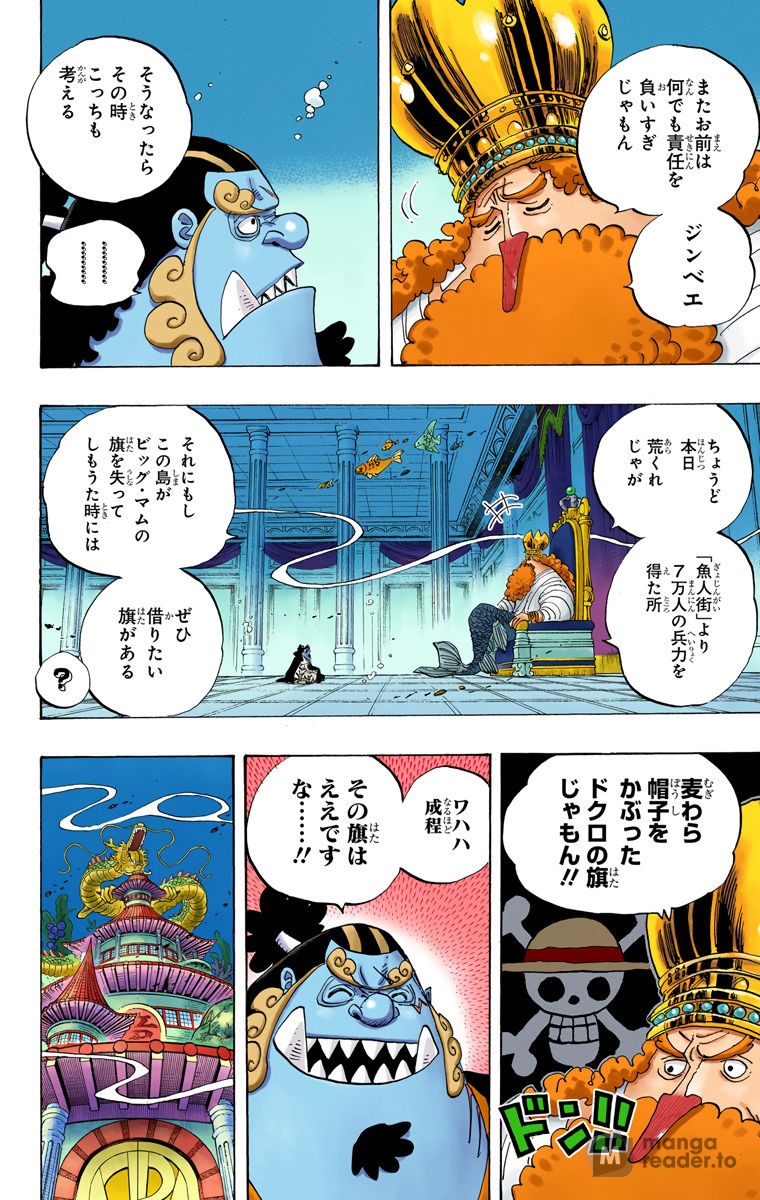 またお前は
何でも責任を
負いすぎ
じゃもん
ジンベエ
そうなったら
その時
こっちも
考える
…………
…………
ちょうど
本日
荒くれ
じゃが
「魚人街」より
7万人の兵力を
得た所
それにもし
この島が
ビッグ・マムの
旗を失って
しもうた時には
ぜひ
借りたい
旗がある
?
麦わら
帽子を
かぶった
ドクロの旗
じゃもん!!
ドン!!
ワハハ
成程
その旗は
ええです
な……!!
manga
reader.to